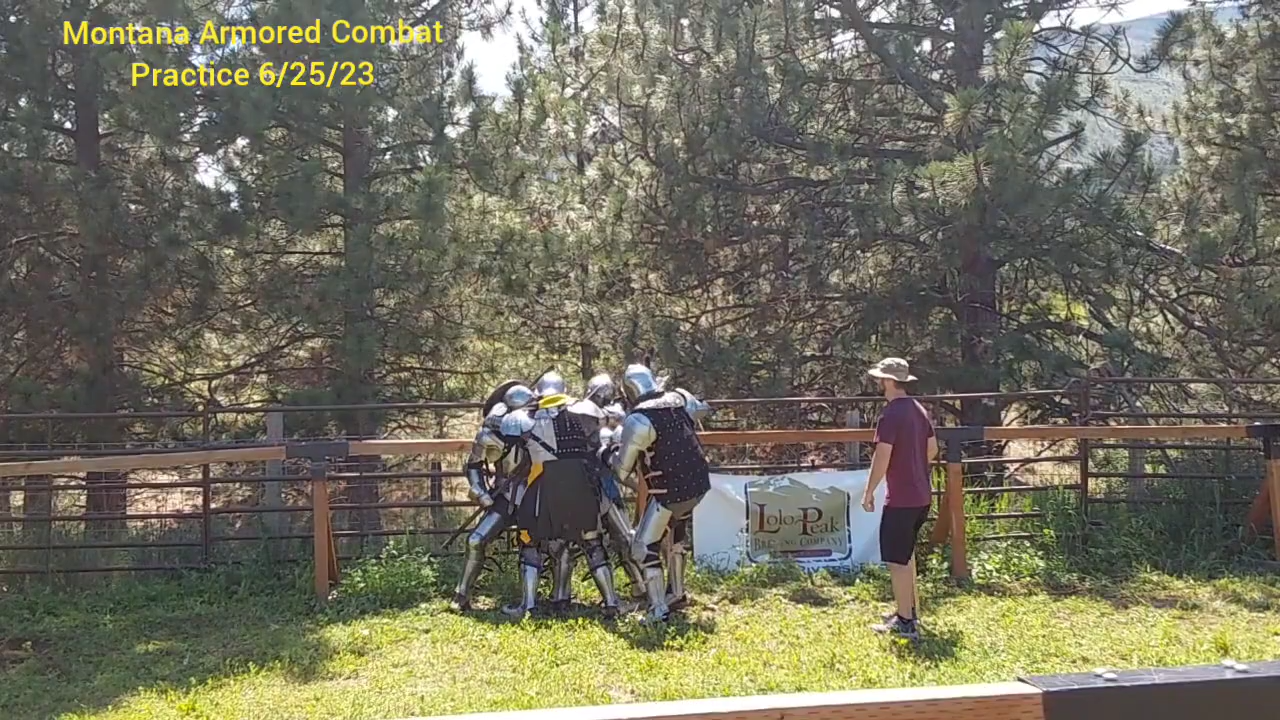 Montana Armored Combat
Practice 6/25/23
Lolo Peak
Brewing Company